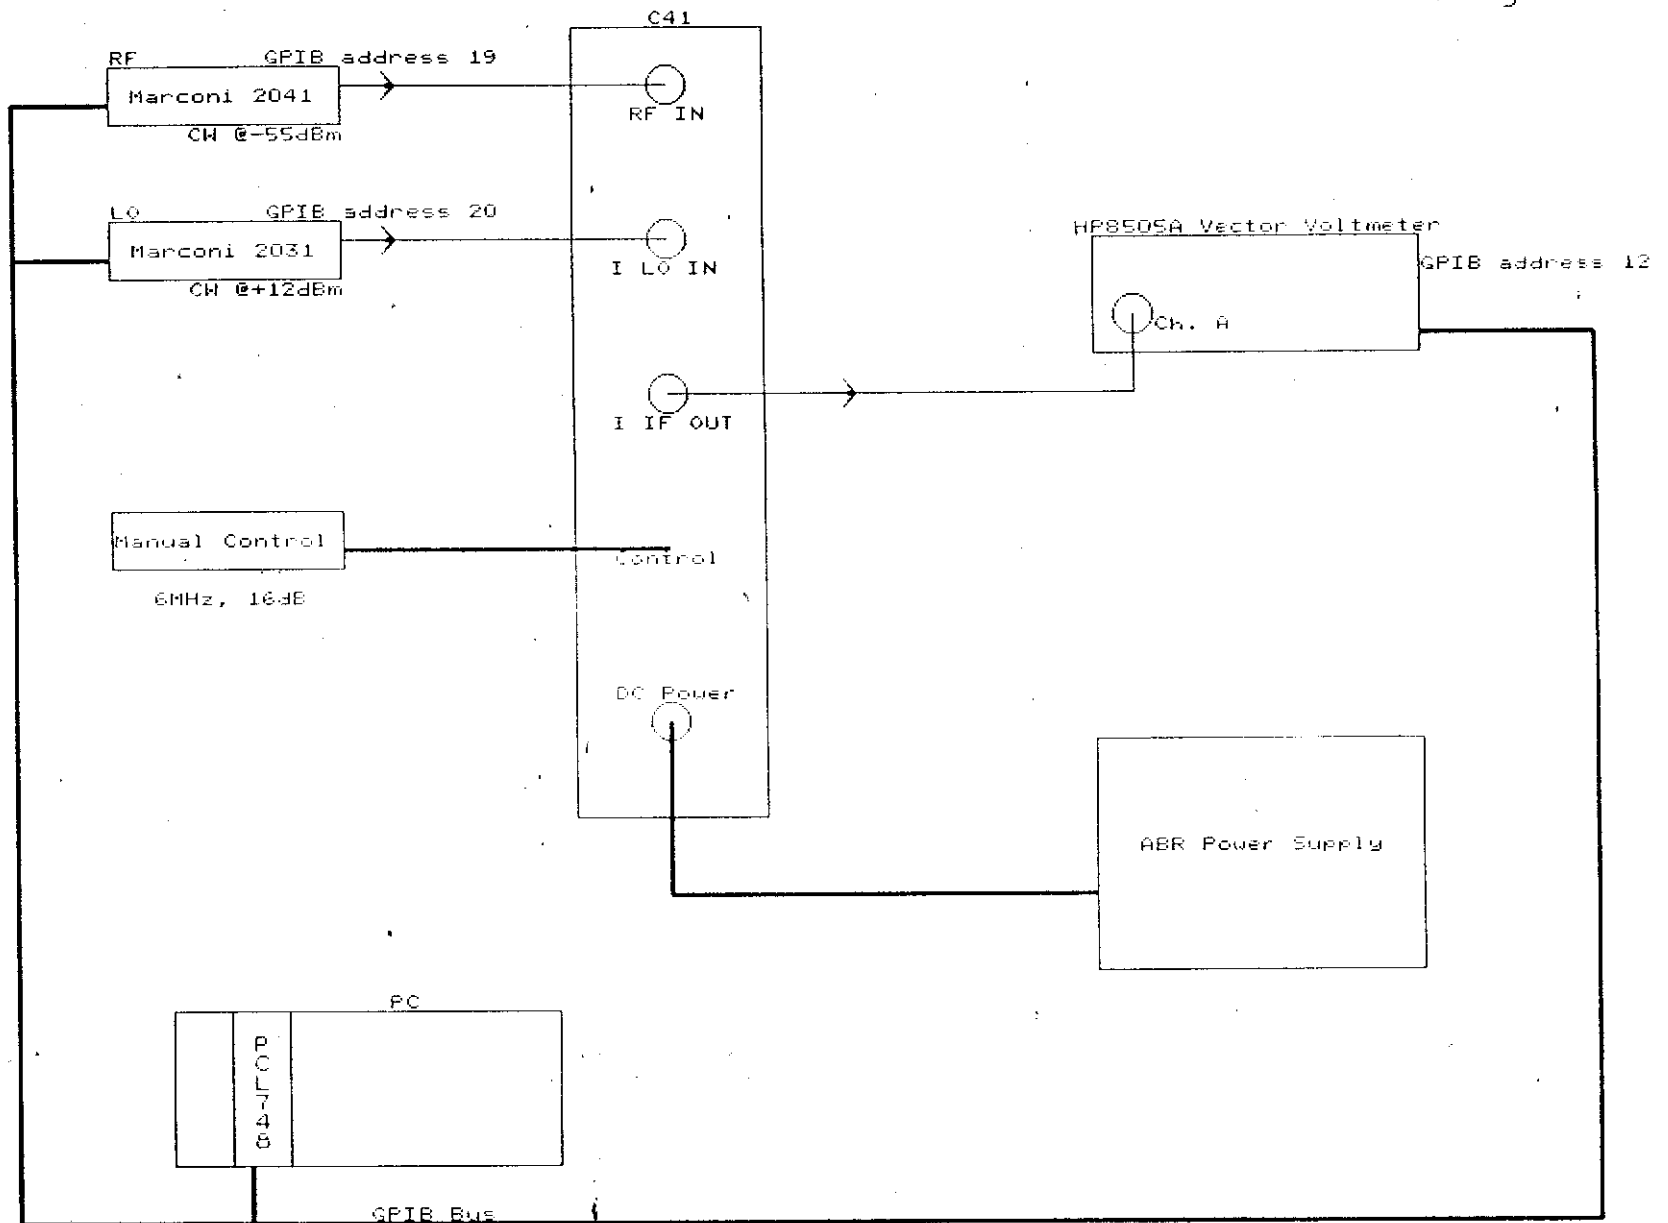 C41
RF GPIB address 19
Marconi 2041
CW @-55dBm
RF IN
LO GPIB address 20
Marconi 2031
CW @+12dBm
I LO IN
HP8505A Vector Voltmeter
GPIB address 12
Ch. A
I IF OUT
Manual Control
Control
6MHz, 16dB
DC Power
ABR Power Supply
PC
GPIB Bus